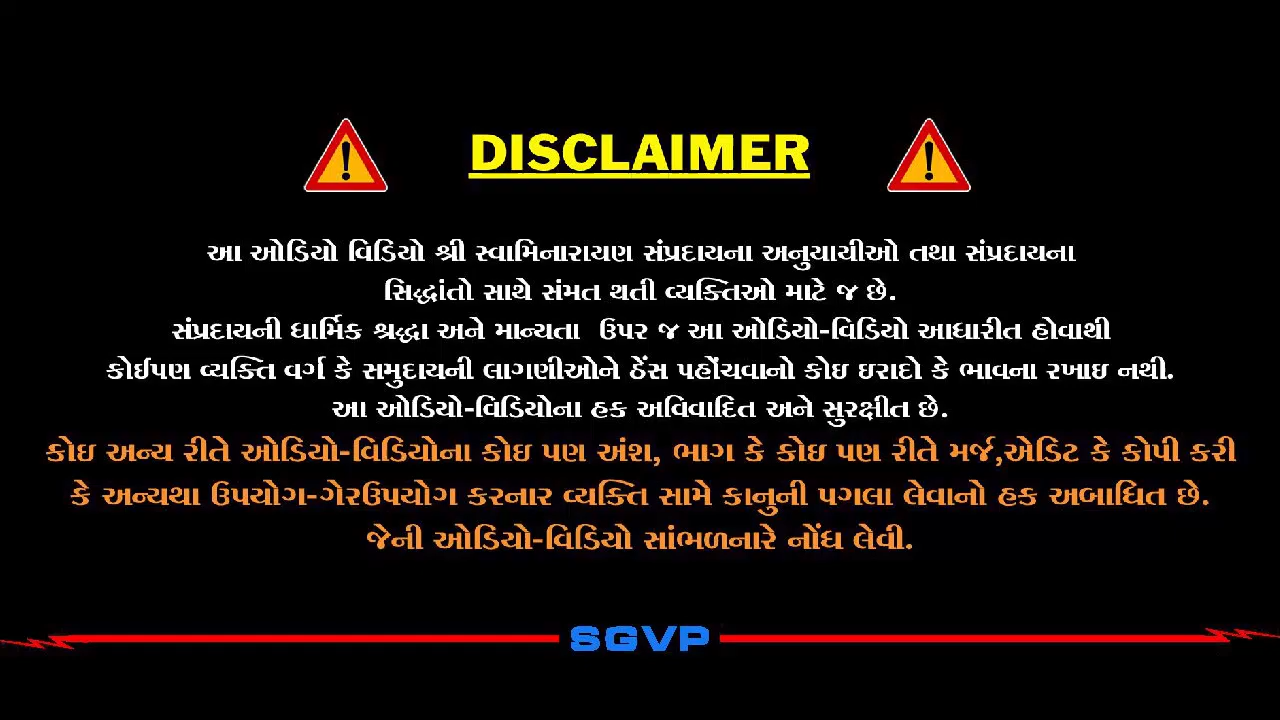 DISCLAIMER
આ ઓડિયો વિડિયો શ્રી સ્વામિનારાયણ સંપ્રદાયના અનુયાયીઓ તથા સંપ્રદાયના
સિદ્ધાંતો સાથે સંમત થતી વ્યક્તિઓ માટે જ છે.
સંપ્રદાયની ધાર્મિક શ્રદ્ધા અને માન્યતા ઉપર જ આ ઓડિયો-વિડિયો આધારીત હોવાથી
કોઈપણ વ્યક્તિ વર્ગ કે સમુદાયની લાગણીઓને ઠેંસ પહોંચવાનો કોઇ ઇરાદો કે ભાવના રખાઇ નથી.
આ ઓડિયો-વિડિયોના હક અવિવાદિત અને સુરક્ષીત છે.
કોઇ અન્ય રીતે ઓડિયો-વિડિયોના કોઇ પણ અંશ, ભાગ કે કોઇ પણ રીતે મર્જ,એડિટ કે કોપી કરી
કે અન્યથા ઉપયોગ-ગેરઉપયોગ કરનાર વ્યક્તિ સામે કાનુની પગલા લેવાનો હક અબાધિત છે.
જેની ઓડિયો-વિડિયો સાંભળનારે નોંધ લેવી.
SGVP